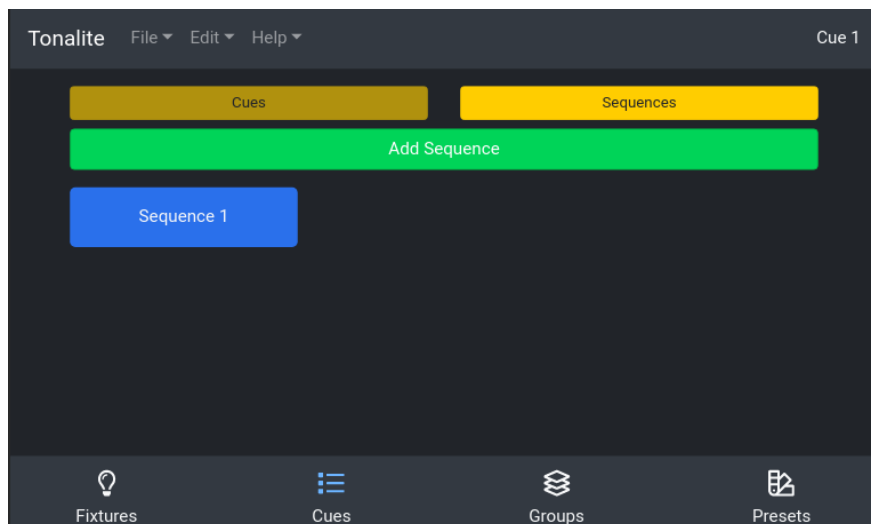 Tonalite File Edit Help Cue 1
Cues Sequences
Add Sequence
Sequence 1
Fixtures Cues Groups Presets